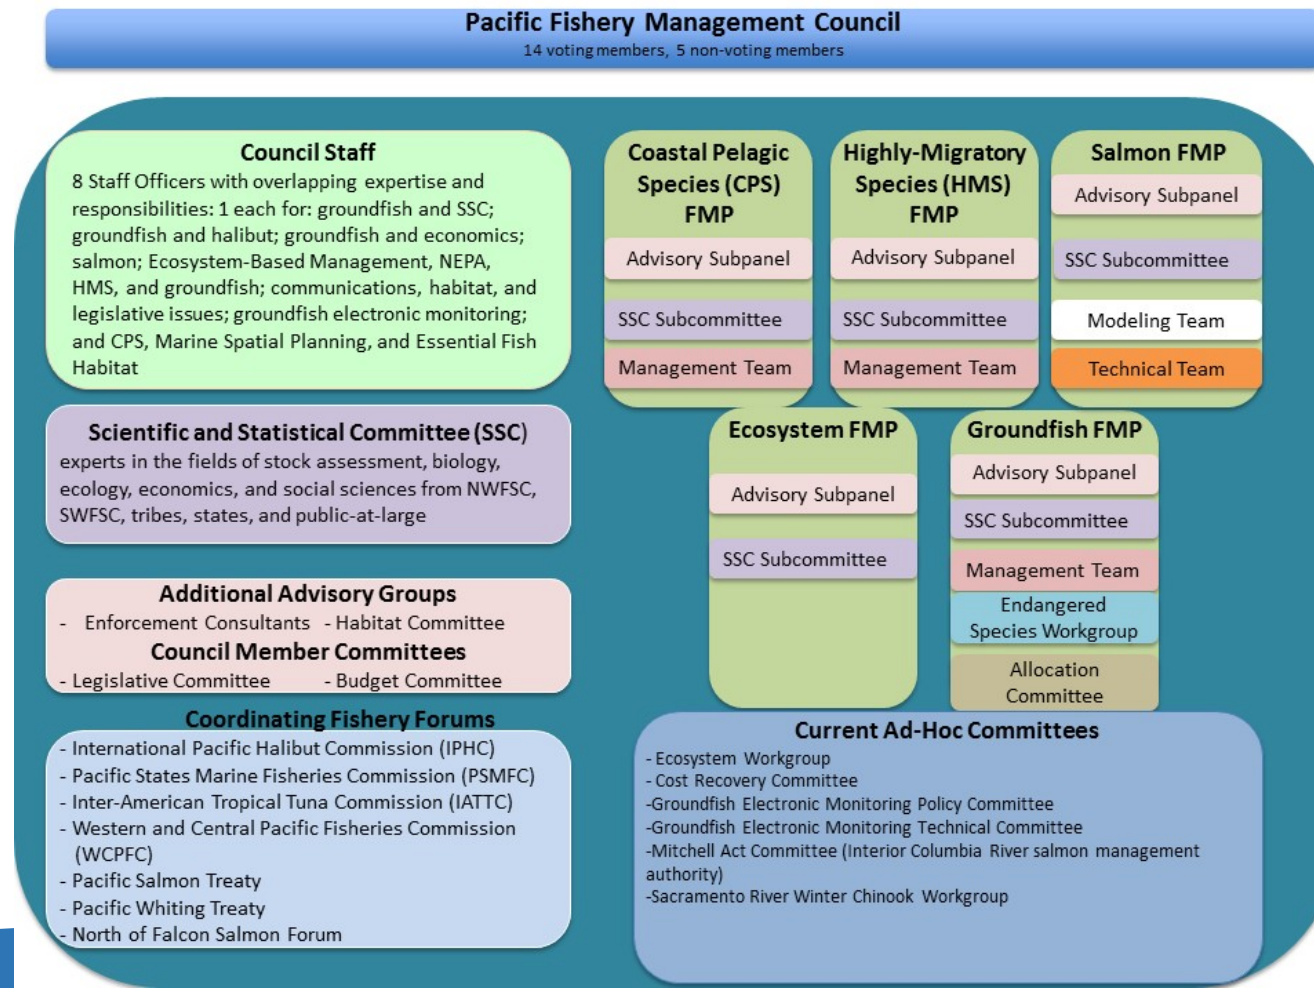 Pacific Fishery Management Council
14 voting members, 5 non-voting members
Council Staff
8 Staff Officers with overlapping expertise and
responsibilities: 1 each for: groundfish and SSC;
groundfish and halibut; groundfish and economics;
salmon; Ecosystem-Based Management, NEPA,
HMS, and groundfish; communications, habitat, and
legislative issues; groundfish electronic monitoring;
and CPS, Marine Spatial Planning, and Essential Fish
Habitat
Scientific and Statistical Committee (SSC)
experts in the fields of stock assessment, biology,
ecology, economics, and social sciences from NWFSC,
SWFSC, tribes, states, and public-at-large
Additional Advisory Groups
- Enforcement Consultants - Habitat Committee
Council Member Committees
- Legislative Committee - Budget Committee
Coordinating Fishery Forums
- International Pacific Halibut Commission (IPHC)
- Pacific States Marine Fisheries Commission (PSMFC)
- Inter-American Tropical Tuna Commission (IATTC)
- Western and Central Pacific Fisheries Commission
(WCPFC)
- Pacific Salmon Treaty
- Pacific Whiting Treaty
- North of Falcon Salmon Forum
Coastal Pelagic
Species (CPS)
FMP
Advisory Subpanel
SSC Subcommittee
Management Team
Highly-Migratory
Species (HMS)
FMP
Advisory Subpanel
SSC Subcommittee
Management Team
Salmon FMP
Advisory Subpanel
SSC Subcommittee
Modeling Team
Technical Team
Ecosystem FMP
Advisory Subpanel
SSC Subcommittee
Groundfish FMP
Advisory Subpanel
SSC Subcommittee
Management Team
Endangered
Species Workgroup
Allocation
Committee
Current Ad-Hoc Committees
- Ecosystem Workgroup
- Cost Recovery Committee
-Groundfish Electronic Monitoring Policy Committee
-Groundfish Electronic Monitoring Technical Committee
-Mitchell Act Committee (Interior Columbia River salmon management
authority)
-Sacramento River Winter Chinook Workgroup